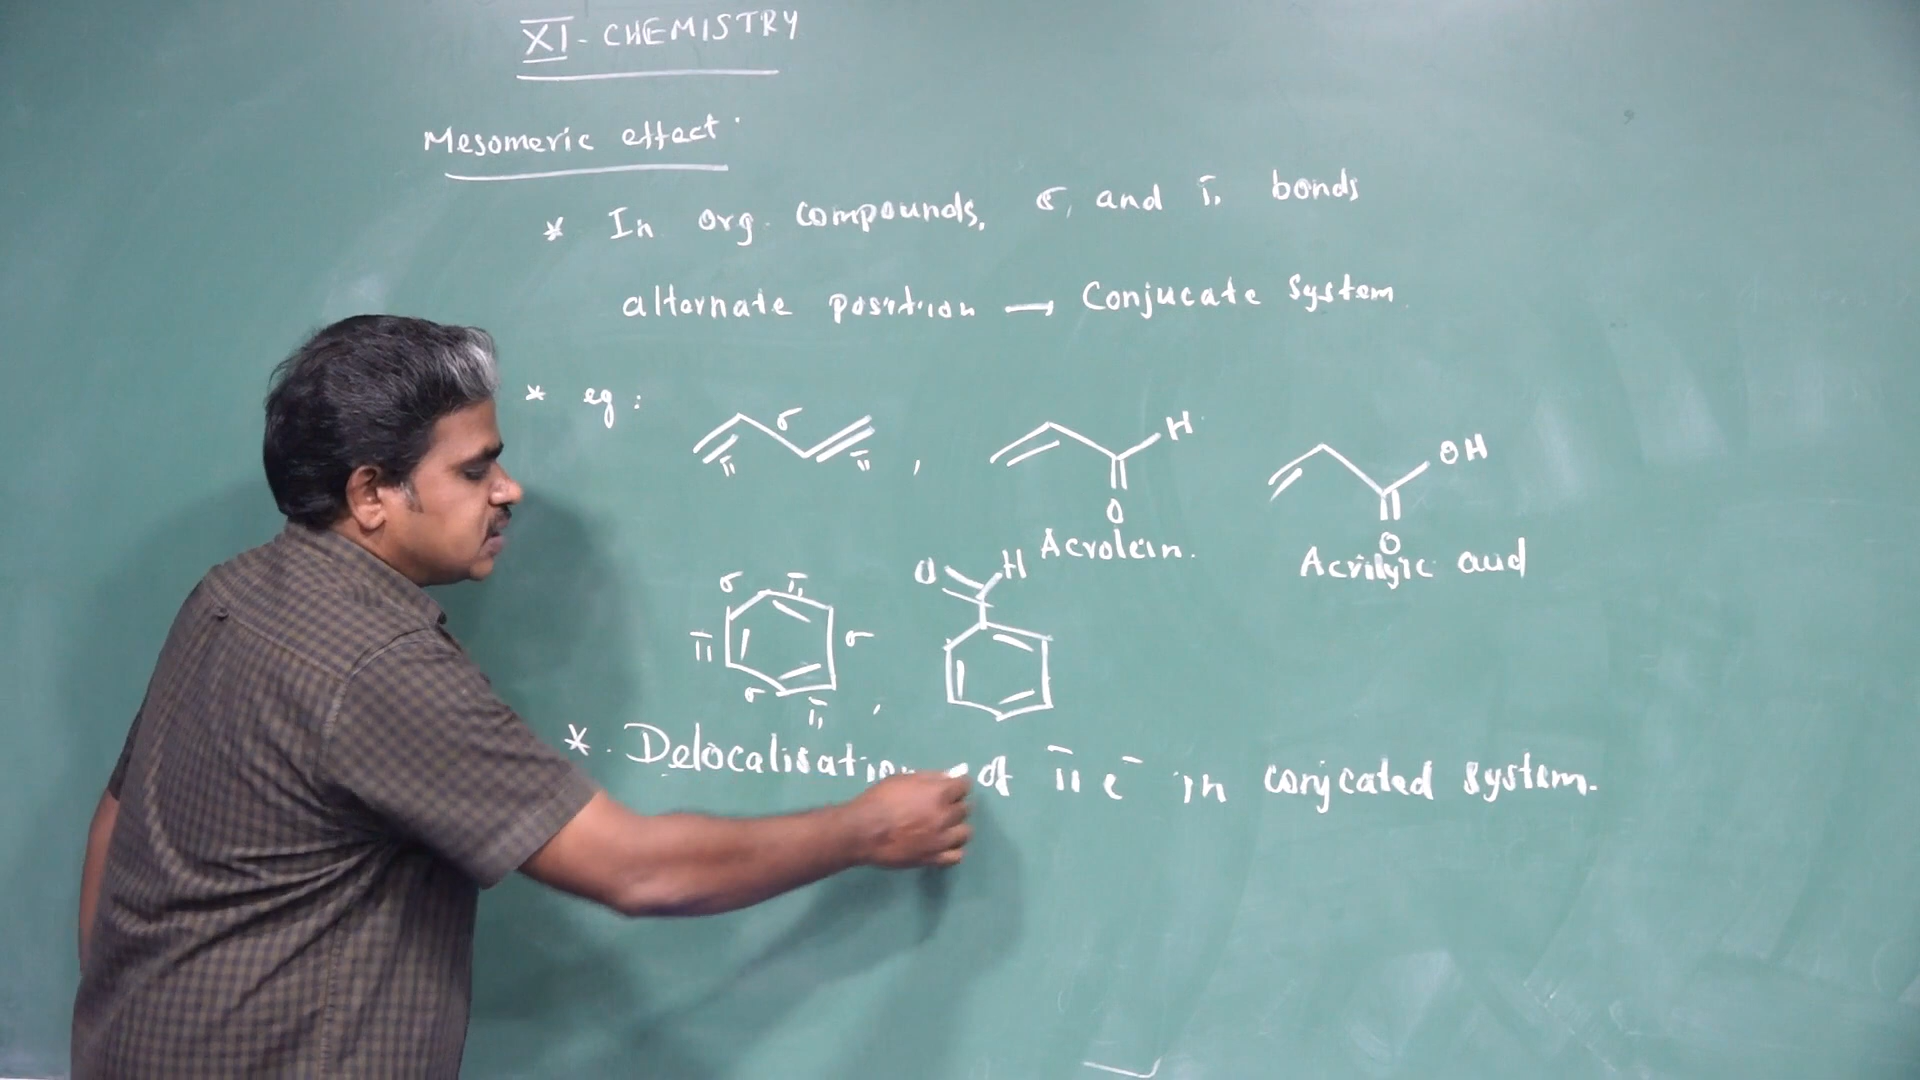 XI - CHEMISTRY
Mesomeric effect.
* In org. compounds, σ, and π bonds
alternate position → Conjucate system
* eg :
σ π π ,
H O
Acrolein.
OH O
Acrilyic acid
σ π σ π σ π ,
O H
* . Delocalisation of π e⁻ in conjcated system.